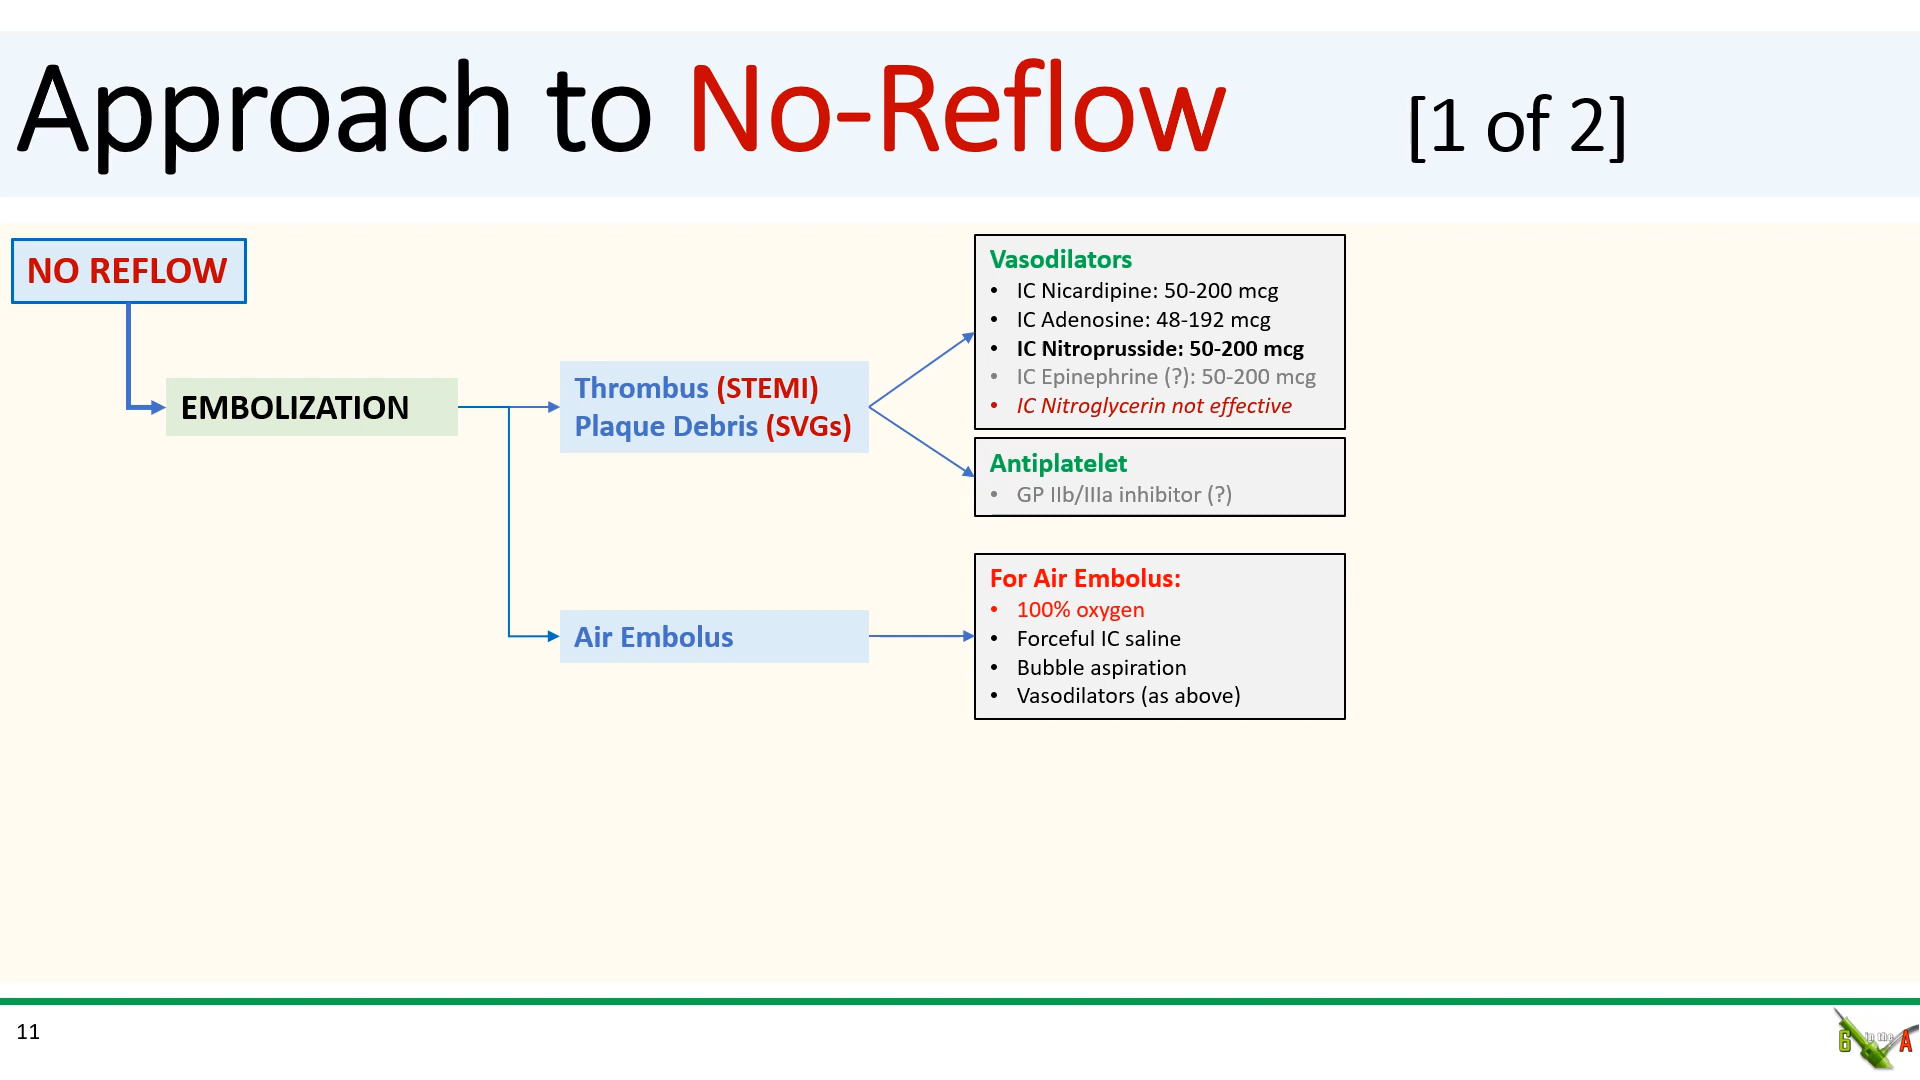 Approach to No-Reflow [1 of 2]
NO REFLOW
EMBOLIZATION
Thrombus (STEMI)
Plaque Debris (SVGs)
Vasodilators
• IC Nicardipine: 50-200 mcg
• IC Adenosine: 48-192 mcg
• IC Nitroprusside: 50-200 mcg
• IC Epinephrine (?): 50-200 mcg
• IC Nitroglycerin not effective
Antiplatelet
• GP IIb/IIIa inhibitor (?)
Air Embolus
For Air Embolus:
• 100% oxygen
• Forceful IC saline
• Bubble aspiration
• Vasodilators (as above)
11
6 in the A